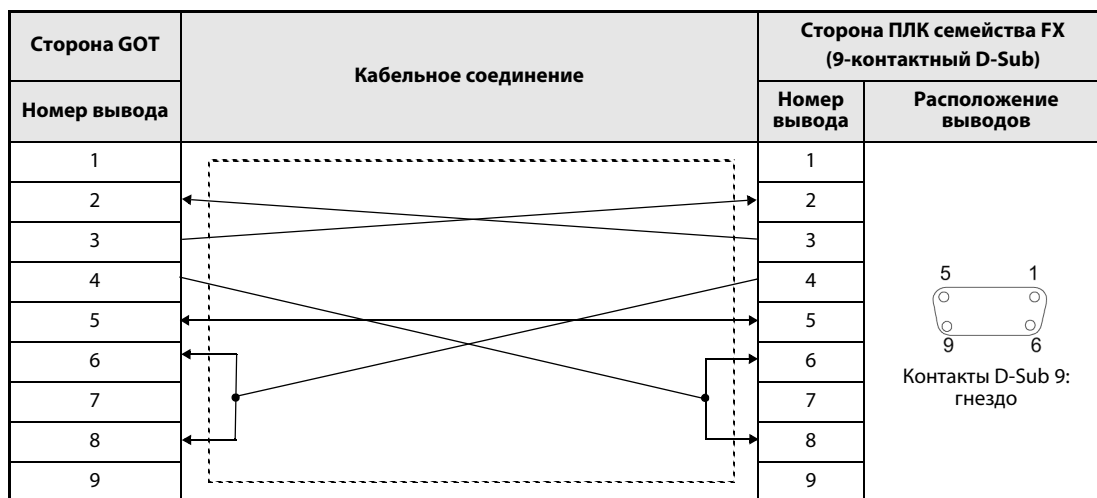 Сторона GOT
Кабельное соединение
Сторона ПЛК семейства FX
(9-контактный D-Sub)
Номер вывода
Номер
вывода
Расположение
выводов
1
1
2
2
3
3
4
4
5
5
6
6
7
7
8
8
9
9
5 1
9 6
Контакты D-Sub 9:
гнездо